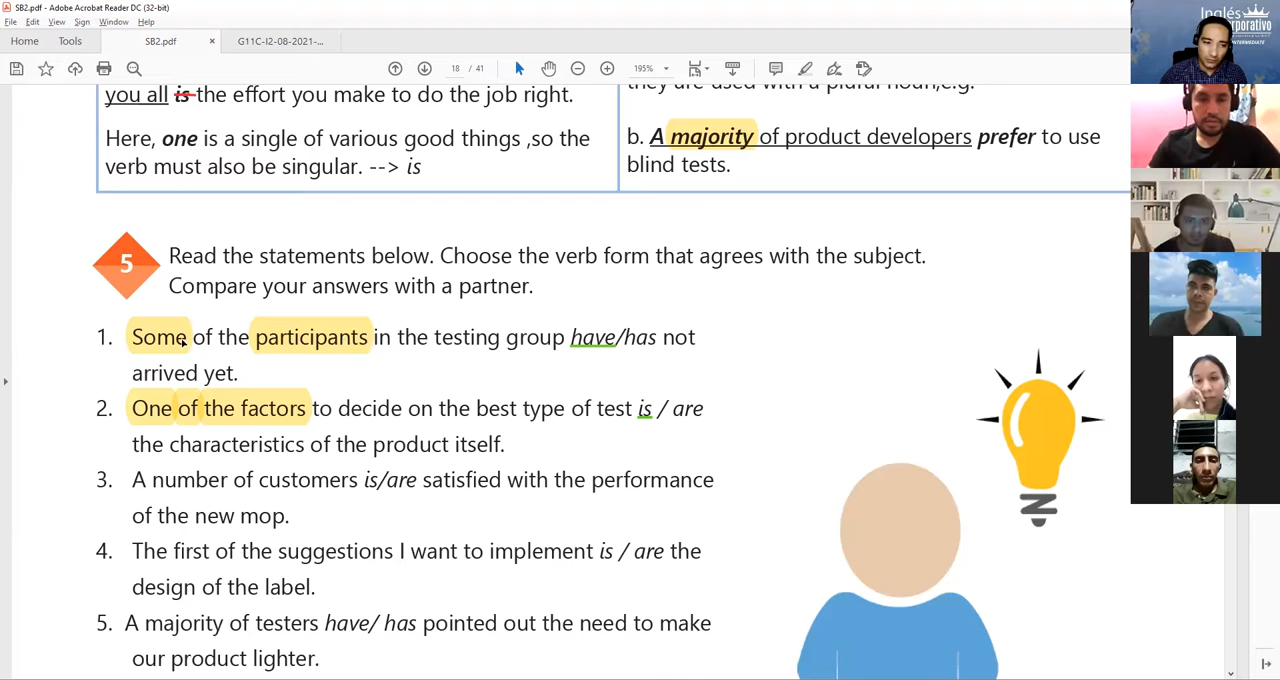 SB2.pdf - Adobe Acrobat Reader DC (32-bit)
File Edit View Sign Window Help
Home Tools SB2.pdf × G11C-I2-08-2021-...
18 / 41 195%
you all is the effort you make to do the job right.
Here, one is a single of various good things ,so the
verb must also be singular. --> is
they are used with a plural noun,e.g.
b. A majority of product developers prefer to use
blind tests.
5
Read the statements below. Choose the verb form that agrees with the subject.
Compare your answers with a partner.
1. Some of the participants in the testing group have/has not
arrived yet.
2. One of the factors to decide on the best type of test is / are
the characteristics of the product itself.
3. A number of customers is/are satisfied with the performance
of the new mop.
4. The first of the suggestions I want to implement is / are the
design of the label.
5. A majority of testers have/ has pointed out the need to make
our product lighter.
Inglés